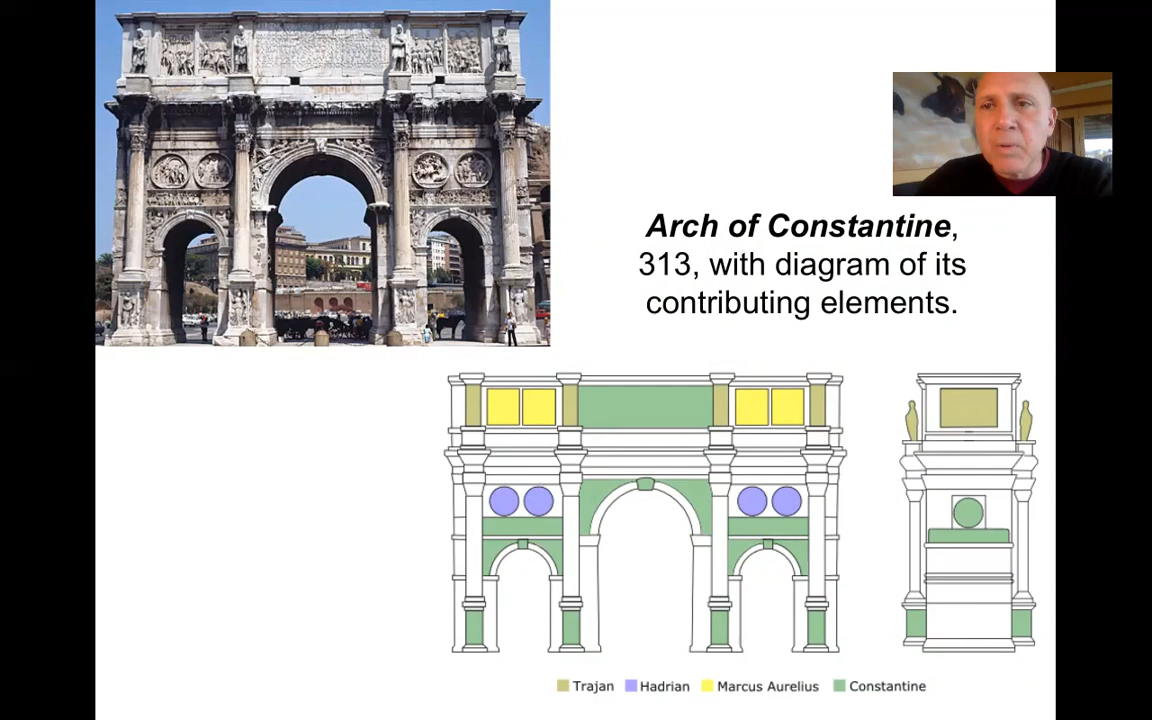 Arch of Constantine,
313, with diagram of its
contributing elements.
Trajan Hadrian Marcus Aurelius Constantine